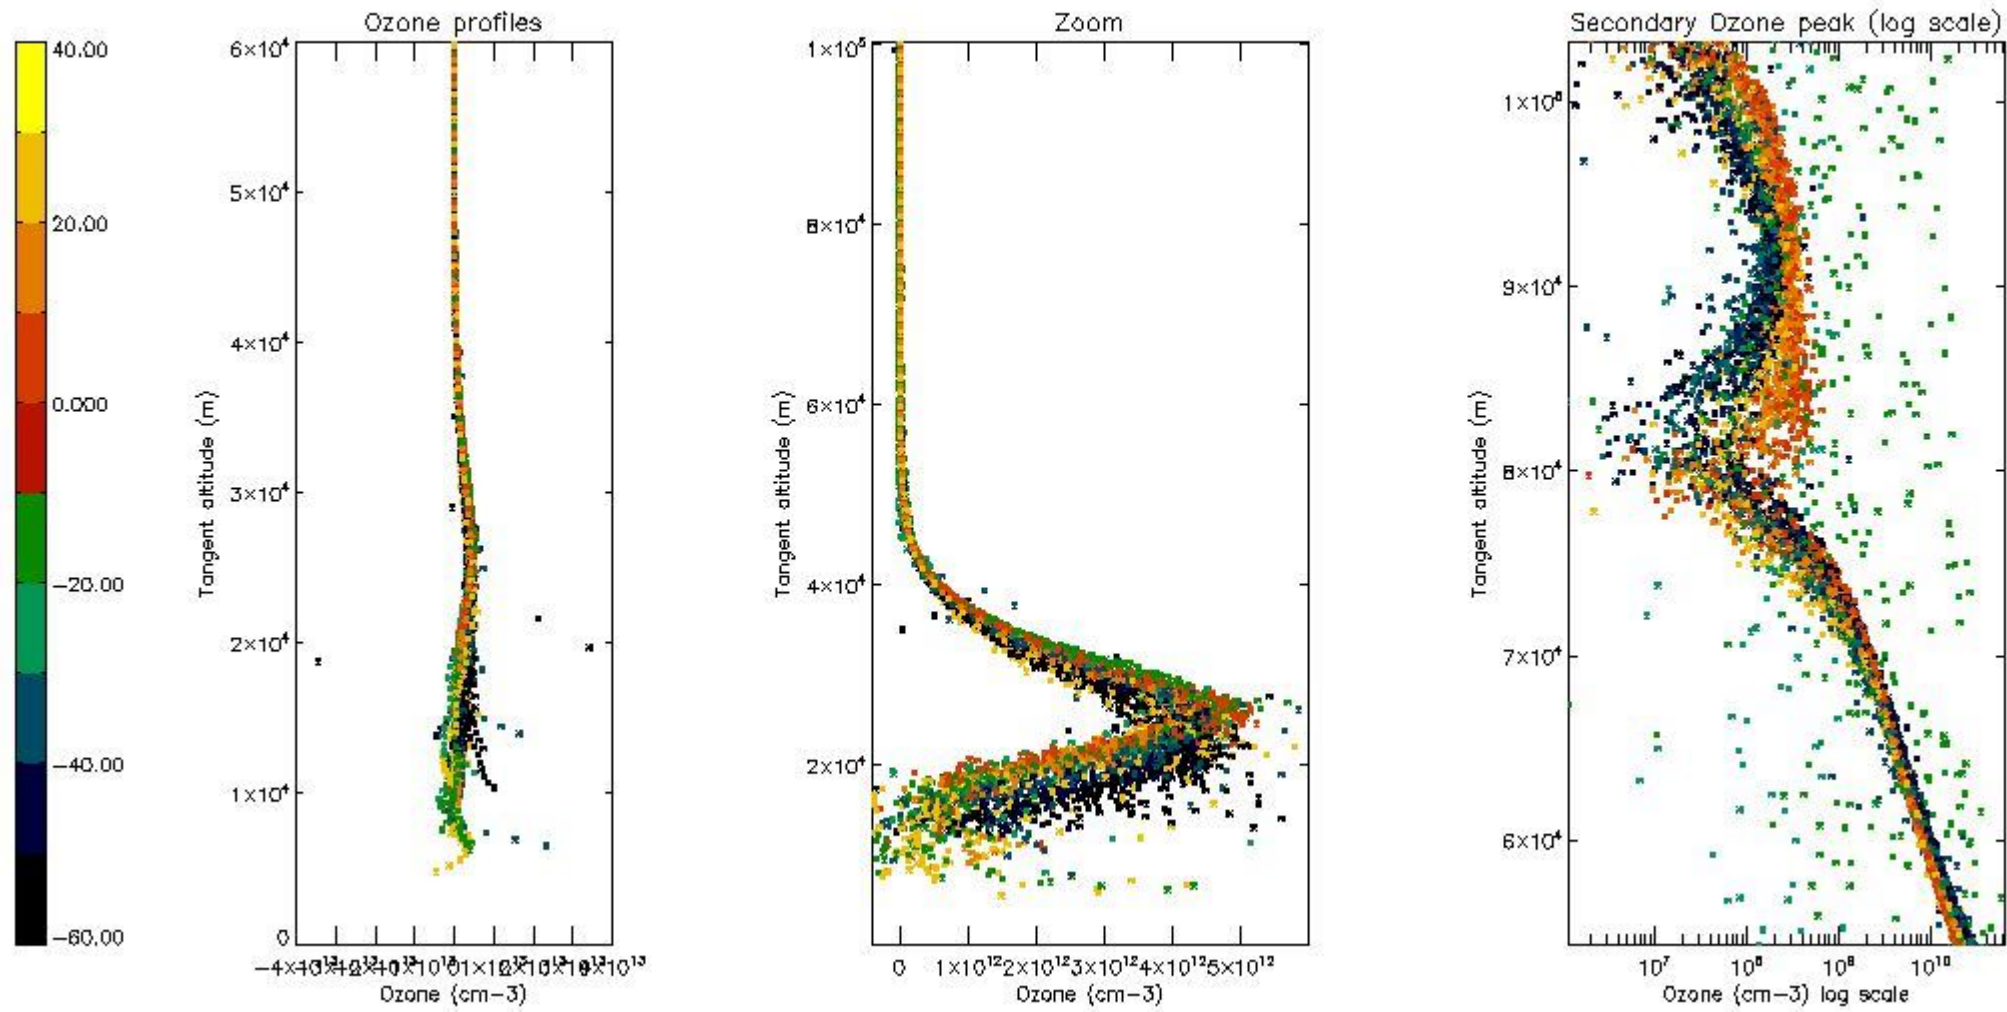 Ozone profiles
Zoom
Secondary Ozone peak (log scale)
40.00
20.00
0.000
−20.00
−40.00
−60.00
6×10⁴
5×10⁴
4×10⁴
3×10⁴
2×10⁴
1×10⁴
0
Tangent altitude (m)
Ozone (cm−3)
1×10⁵
8×10⁴
6×10⁴
4×10⁴
2×10⁴
Tangent altitude (m)
0 1×10¹² 2×10¹² 3×10¹² 4×10¹² 5×10¹²
Ozone (cm−3)
1×10⁵
9×10⁴
8×10⁴
7×10⁴
6×10⁴
Tangent altitude (m)
10⁷ 10⁸ 10⁹ 10¹⁰
Ozone (cm−3) log scale